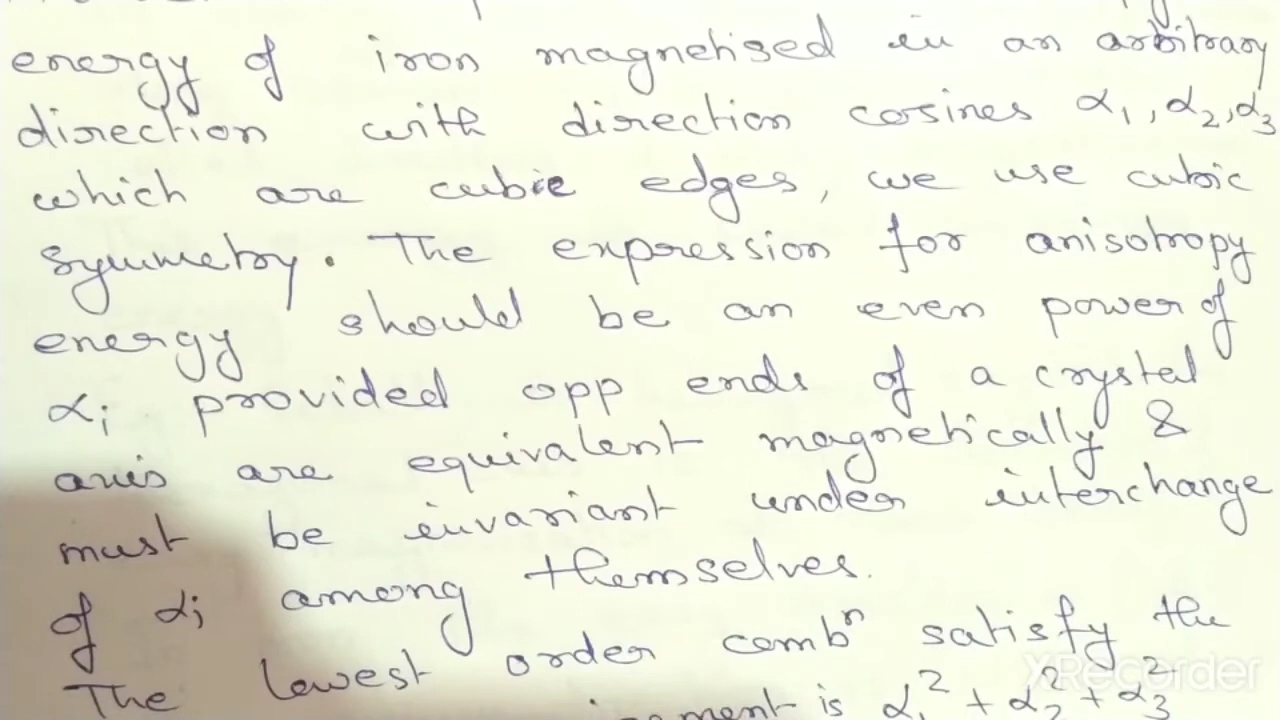 energy of iron magnetised in an arbitrary
direction with direction cosines α₁, α₂, α₃
which are cubic edges, we use cubic
symmetry. The expression for anisotropy
energy should be an even power of
αᵢ provided opp ends of a crystal
axis are equivalent magnetically &
must be invariant under interchange
of αᵢ among themselves.
The lowest order combⁿ satisfy the
is α₁² + α₂² + α₃²
XRecorder